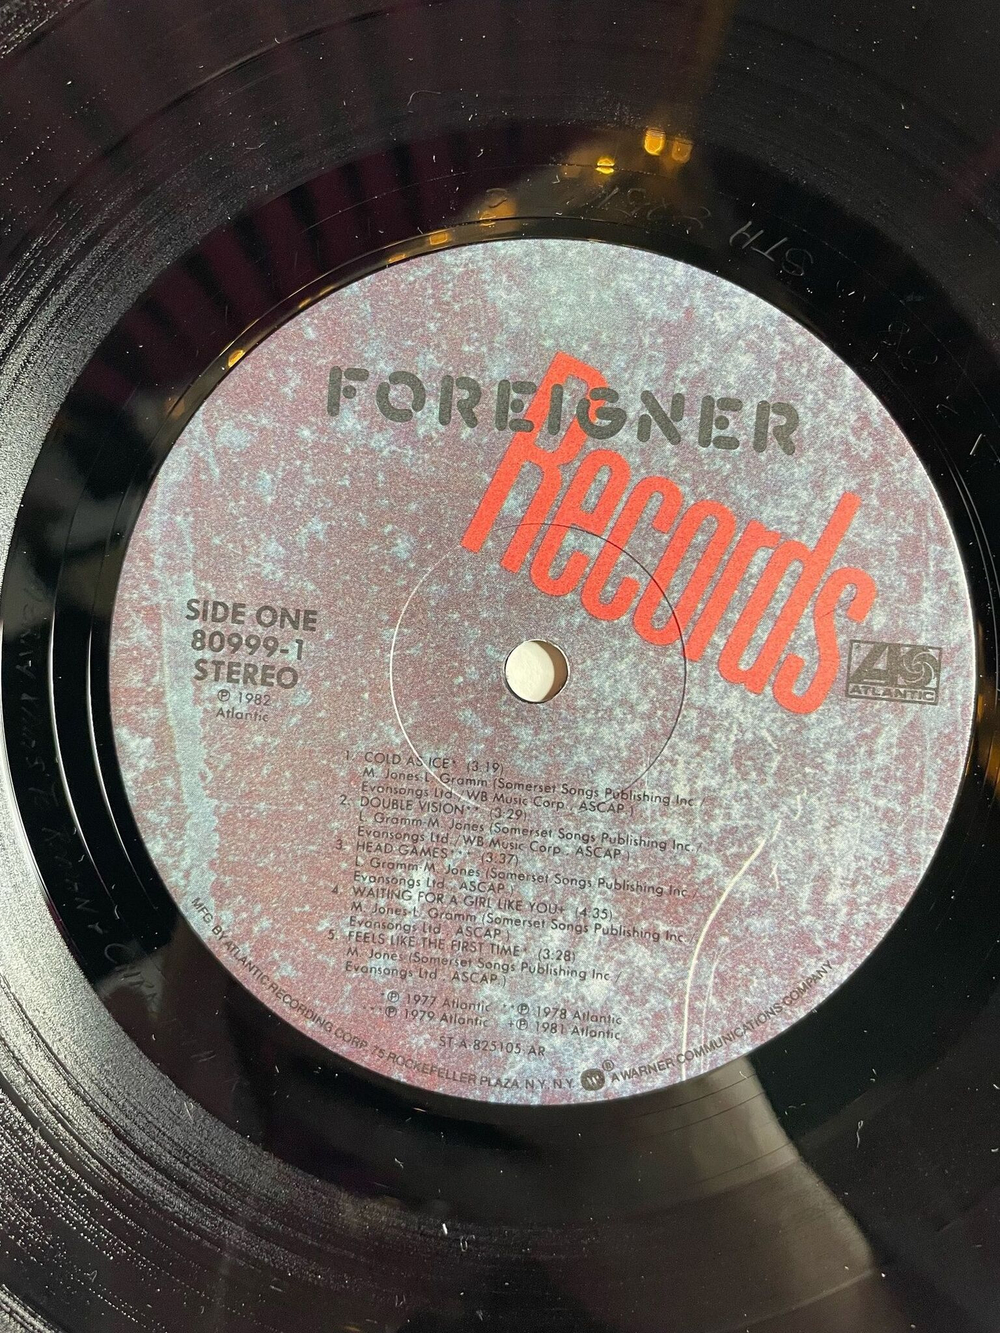 FOREIGNER
Records
SIDE ONE
80999-1
STEREO
℗ 1982
Atlantic
ATLANTIC
1. COLD AS ICE* (3:19)
M. Jones-L. Gramm (Somerset Songs Publishing Inc./
Evansongs Ltd./WB Music Corp., ASCAP.)
2. DOUBLE VISION** (3:29)
L. Gramm-M. Jones (Somerset Songs Publishing Inc./
Evansongs Ltd./WB Music Corp., ASCAP.)
3. HEAD GAMES*** (3:37)
L. Gramm-M. Jones (Somerset Songs Publishing Inc./
Evansongs Ltd., ASCAP.)
4. WAITING FOR A GIRL LIKE YOU+ (4:35)
M. Jones-L. Gramm (Somerset Songs Publishing Inc./
Evansongs Ltd., ASCAP.)
5. FEELS LIKE THE FIRST TIME* (3:28)
M. Jones (Somerset Songs Publishing Inc./
Evansongs Ltd., ASCAP.)
*℗ 1977 Atlantic **℗ 1978 Atlantic
***℗ 1979 Atlantic +℗ 1981 Atlantic
ST-A-825105 AR
MFG BY ATLANTIC RECORDING CORP. 75 ROCKEFELLER PLAZA, N.Y., N.Y. ® A WARNER COMMUNICATIONS COMPANY